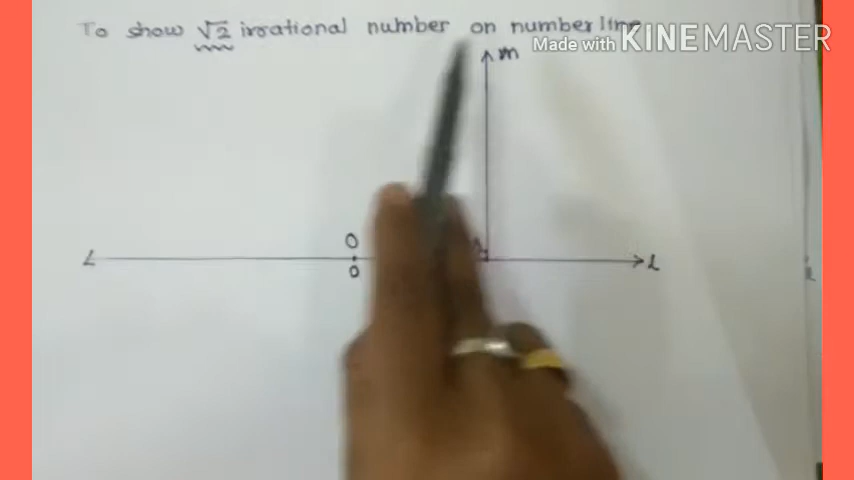 To show √2 irrational number on number line
Made with KINEMASTER
m
O
A
L
0